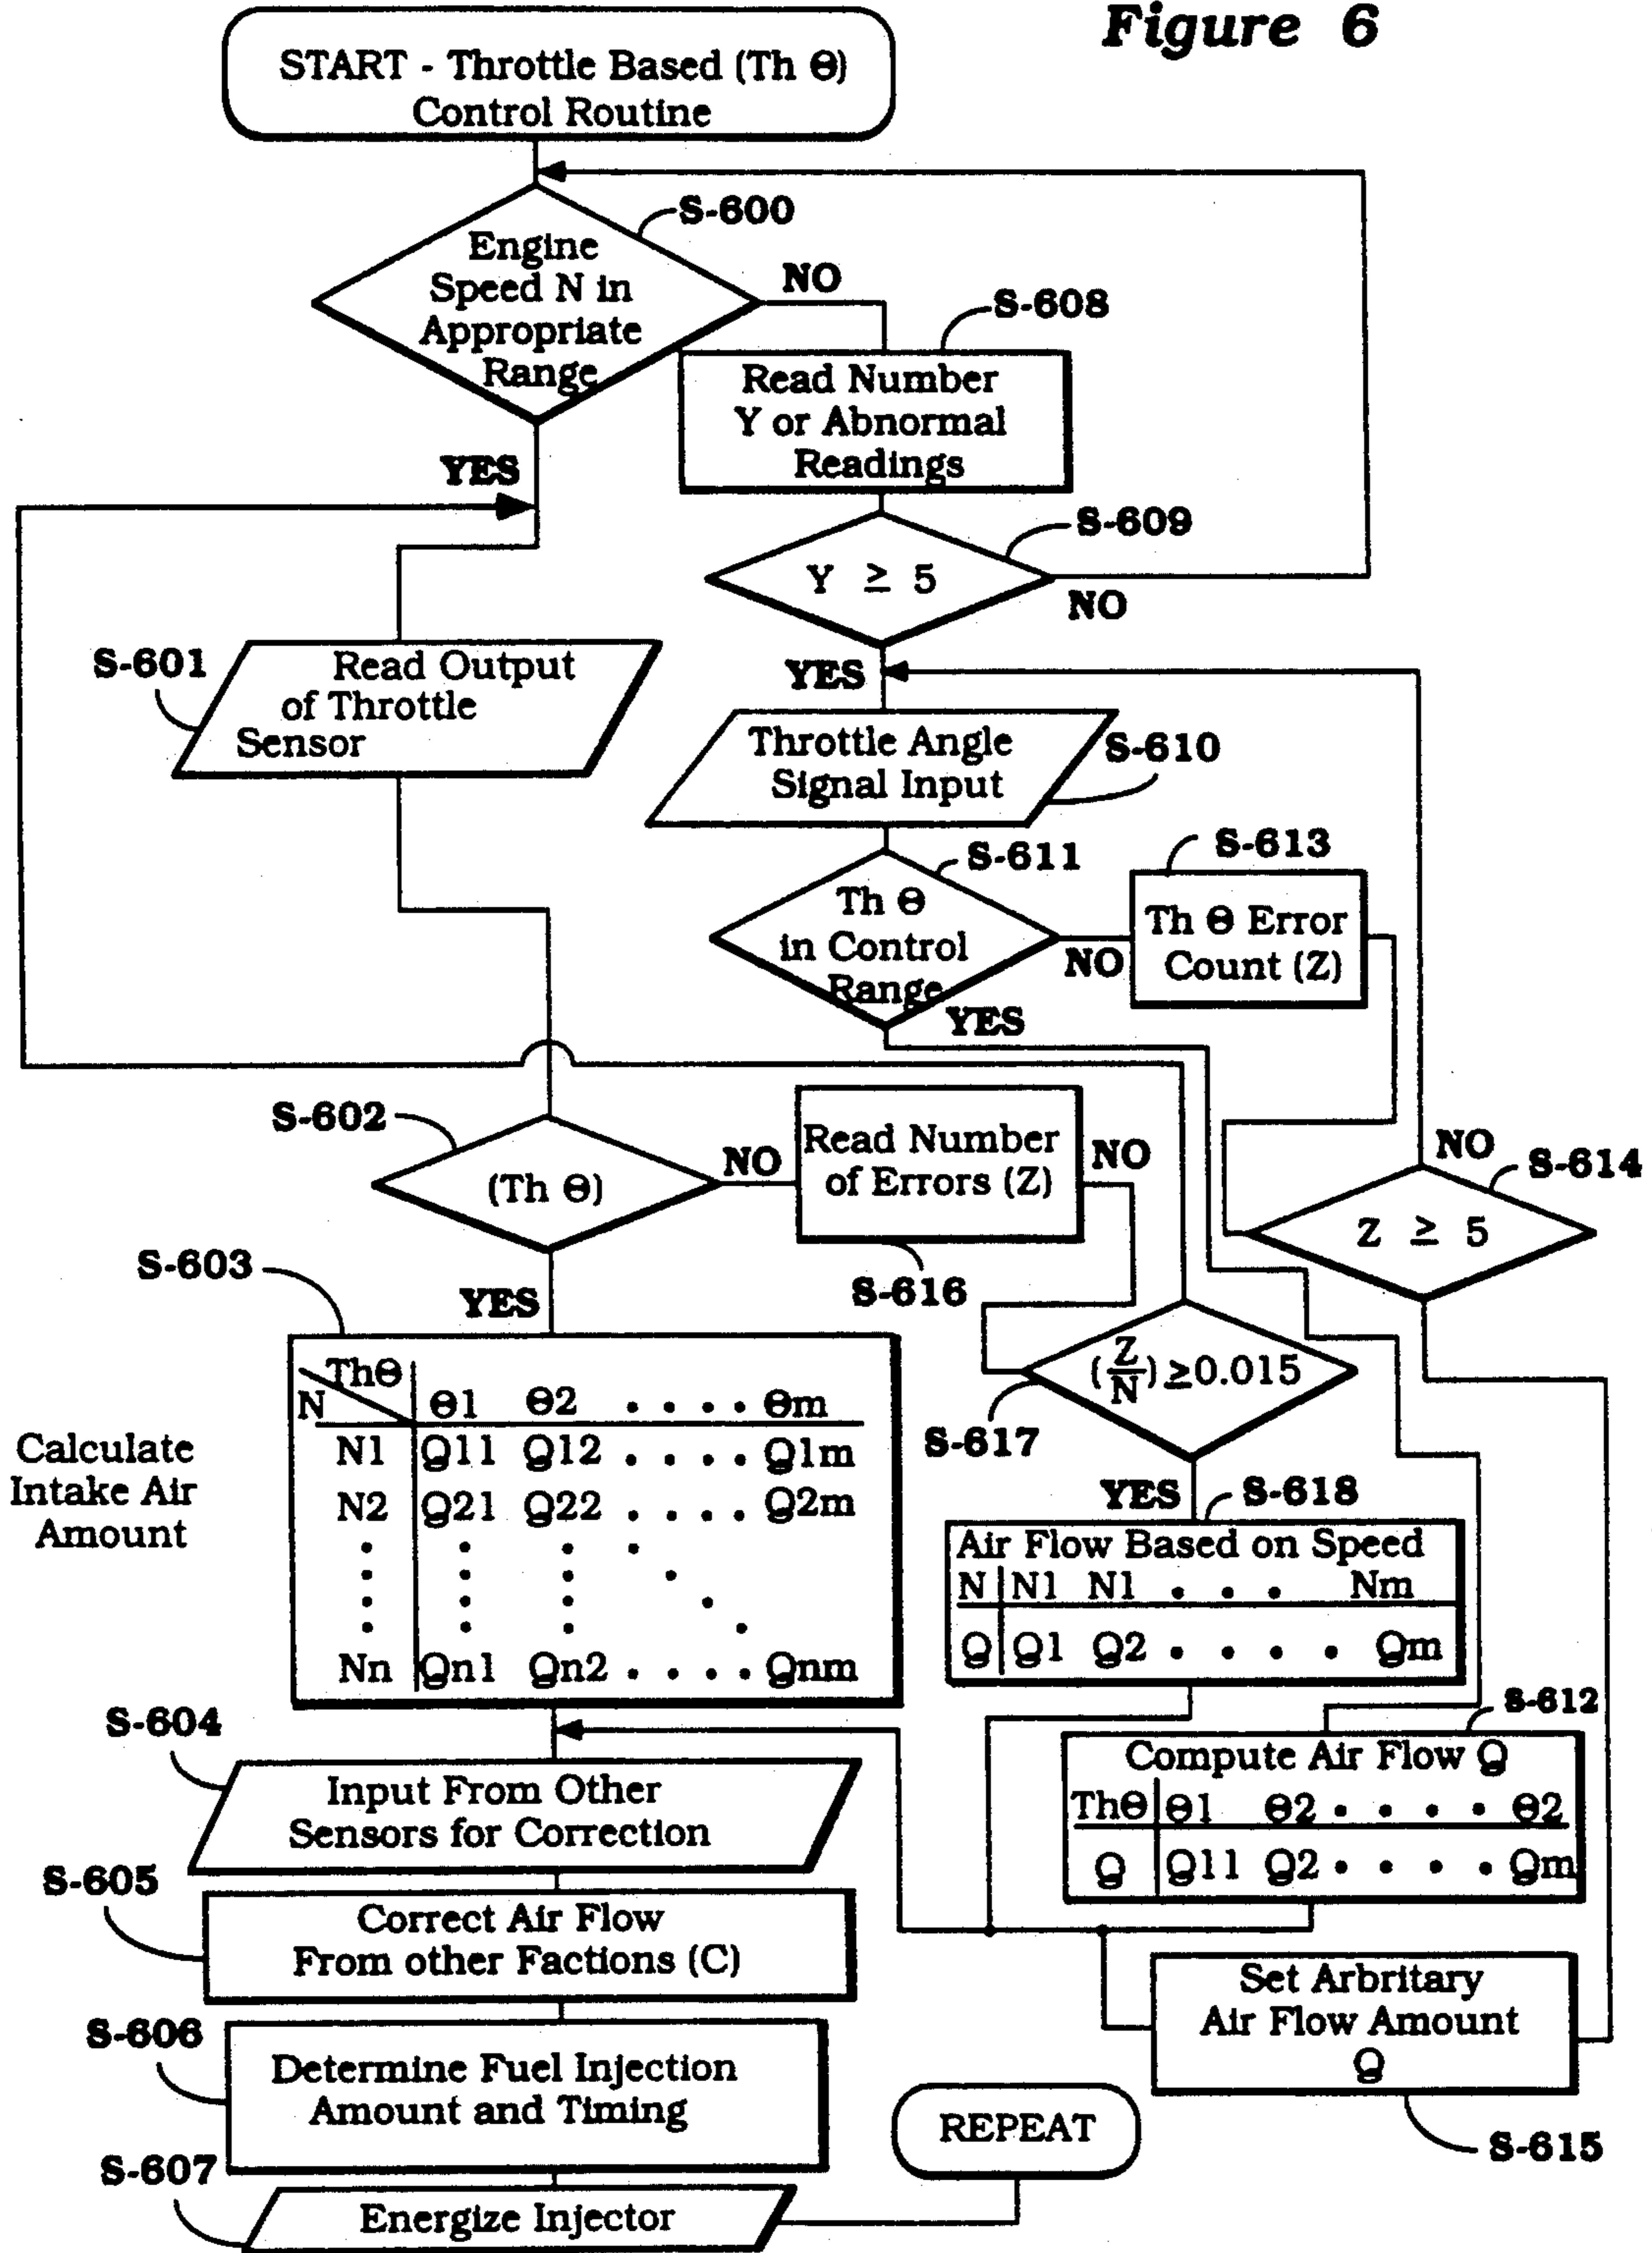 Figure 6
START - Throttle Based (Th Θ)
Control Routine
S-600
Engine
Speed N in
Appropriate
Range
NO
YES
S-608
Read Number
Y or Abnormal
Readings
S-609
Y ≥ 5
NO
YES
S-601
Read Output
of Throttle
Sensor
Throttle Angle
Signal Input
S-610
S-611
Th Θ
in Control
Range
NO
YES
S-613
Th Θ Error
Count (Z)
S-602
(Th Θ)
NO
YES
Read Number
of Errors (Z)
NO
S-616
NO
S-614
Z ≥ 5
S-603
Calculate
Intake Air
Amount
ThΘ
N Θ1 Θ2 . . . . Θm
N1 Q11 Q12 . . . . Q1m
N2 Q21 Q22 . . . . Q2m
. . . .
. . . .
. . . .
. . . .
Nn Qn1 Qn2 . . . . Qnm
(Z/N) ≥0.015
S-617
YES
S-618
Air Flow Based on Speed
N N1 N1 . . . Nm
Q Q1 Q2 . . . . Qm
S-612
Compute Air Flow Q
ThΘ Θ1 Θ2 . . . . Θ2
Q Q11 Q2 . . . . Qm
S-604
Input From Other
Sensors for Correction
S-605
Correct Air Flow
From other Factions (C)
Set Arbritary
Air Flow Amount
Q
S-615
S-606
Determine Fuel Injection
Amount and Timing
REPEAT
S-607
Energize Injector